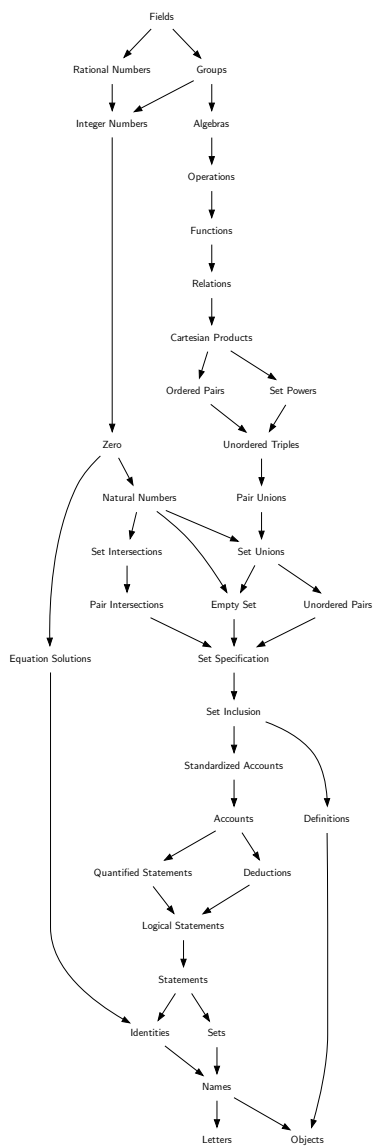 Fields
Rational Numbers Groups
Integer Numbers Algebras
Operations
Functions
Relations
Cartesian Products
Ordered Pairs Set Powers
Zero Unordered Triples
Natural Numbers Pair Unions
Set Intersections Set Unions
Pair Intersections Empty Set Unordered Pairs
Equation Solutions Set Specification
Set Inclusion
Standardized Accounts
Accounts Definitions
Quantified Statements Deductions
Logical Statements
Statements
Identities Sets
Names
Letters Objects